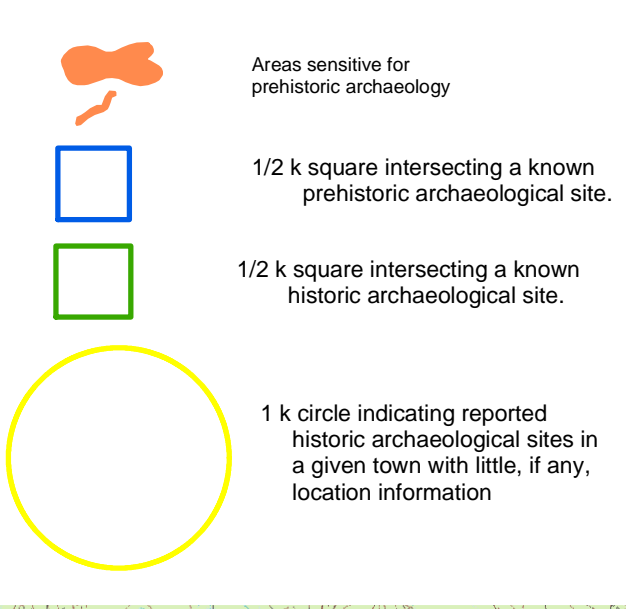 Areas sensitive for
prehistoric archaeology
1/2 k square intersecting a known
prehistoric archaeological site.
1/2 k square intersecting a known
historic archaeological site.
1 k circle indicating reported
historic archaeological sites in
a given town with little, if any,
location information